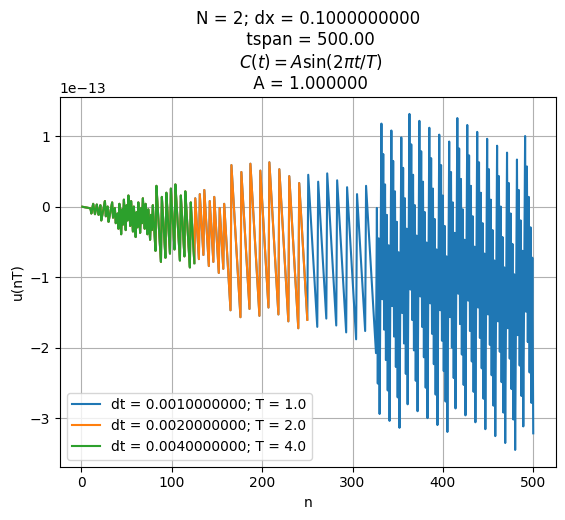 N = 2; dx = 0.1000000000
tspan = 500.00
C(t) = A sin(2πt/T)
A = 1.000000
1e−13
1
0
−1
−2
−3
u(nT)
dt = 0.0010000000; T = 1.0
dt = 0.0020000000; T = 2.0
dt = 0.0040000000; T = 4.0
0 100 200 300 400 500
n